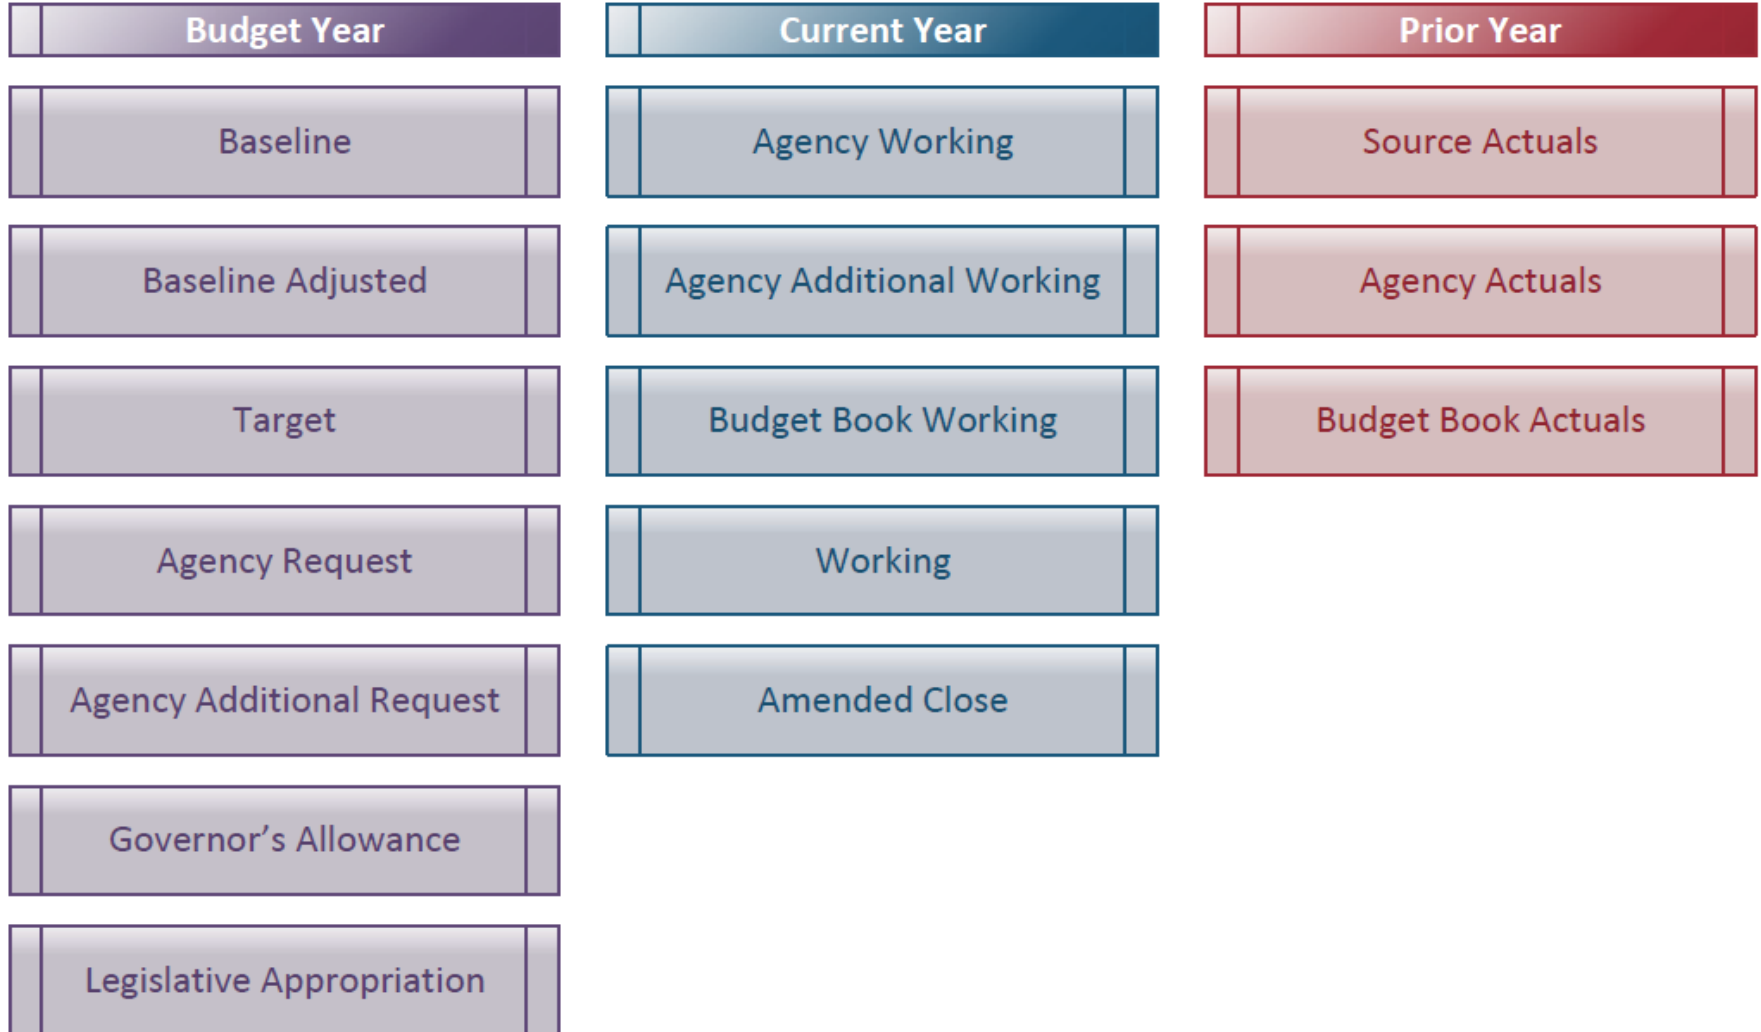 Budget Year
Baseline
Baseline Adjusted
Target
Agency Request
Agency Additional Request
Governor’s Allowance
Legislative Appropriation
Current Year
Agency Working
Agency Additional Working
Budget Book Working
Working
Amended Close
Prior Year
Source Actuals
Agency Actuals
Budget Book Actuals